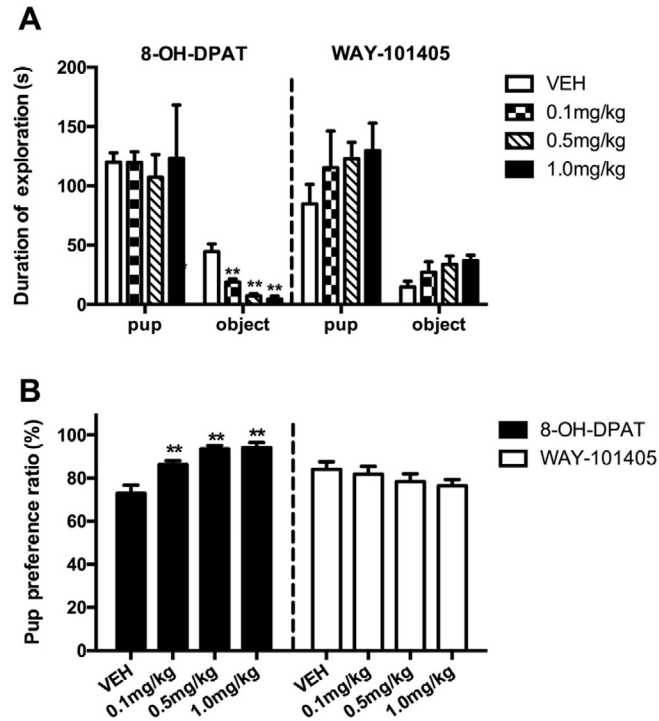 A
8-OH-DPAT WAY-101405
Duration of exploration (s)
200
150
100
50
0
** ** **
pup object pup object
VEH
0.1mg/kg
0.5mg/kg
1.0mg/kg
B
Pup preference ratio (%)
100
80
60
40
20
0
** ** **
VEH 0.1mg/kg 0.5mg/kg 1.0mg/kg VEH 0.1mg/kg 0.5mg/kg 1.0mg/kg
8-OH-DPAT
WAY-101405